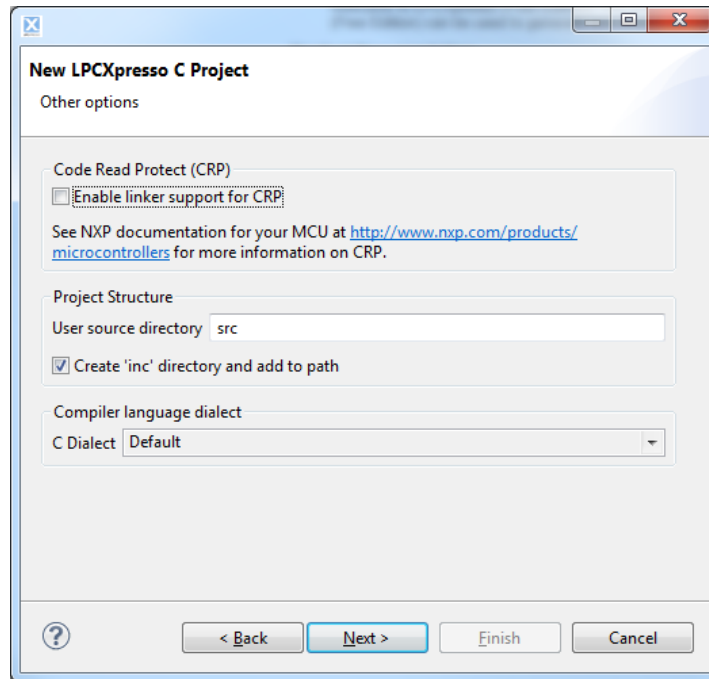 New LPCXpresso C Project
Other options
Code Read Protect (CRP)
Enable linker support for CRP
See NXP documentation for your MCU at http://www.nxp.com/products/
microcontrollers for more information on CRP.
Project Structure
User source directory src
Create 'inc' directory and add to path
Compiler language dialect
C Dialect Default
< Back Next > Finish Cancel